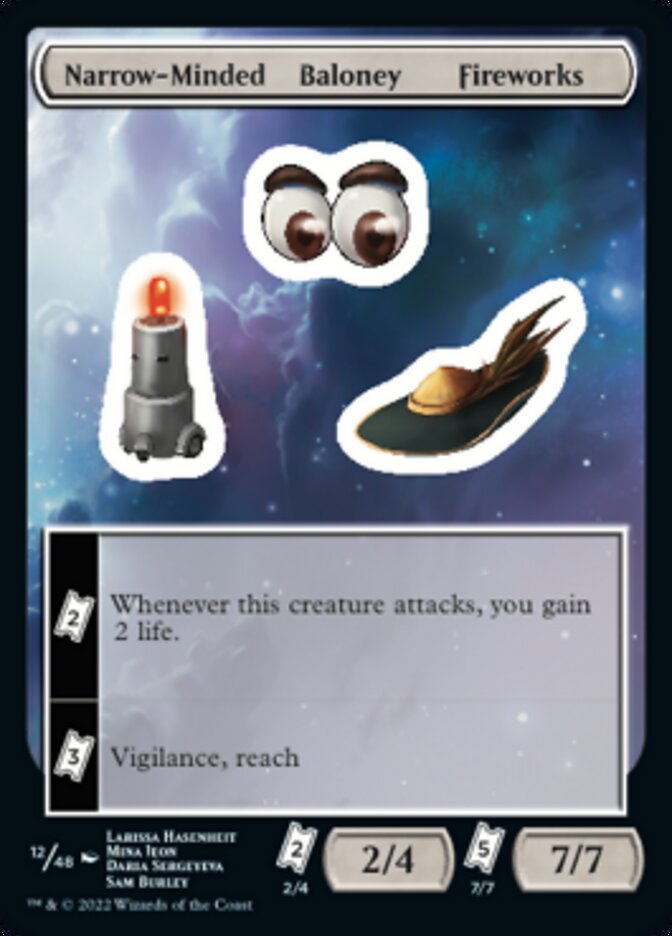 Narrow-Minded Baloney Fireworks
2 Whenever this creature attacks, you gain
2 life.
3 Vigilance, reach
12/48
Larissa Hasenheit
Mina Jeon
Daria Sergeyeva
Sam Burley
2 2/4 2/4
5 7/7 7/7
™ & © 2022 Wizards of the Coast